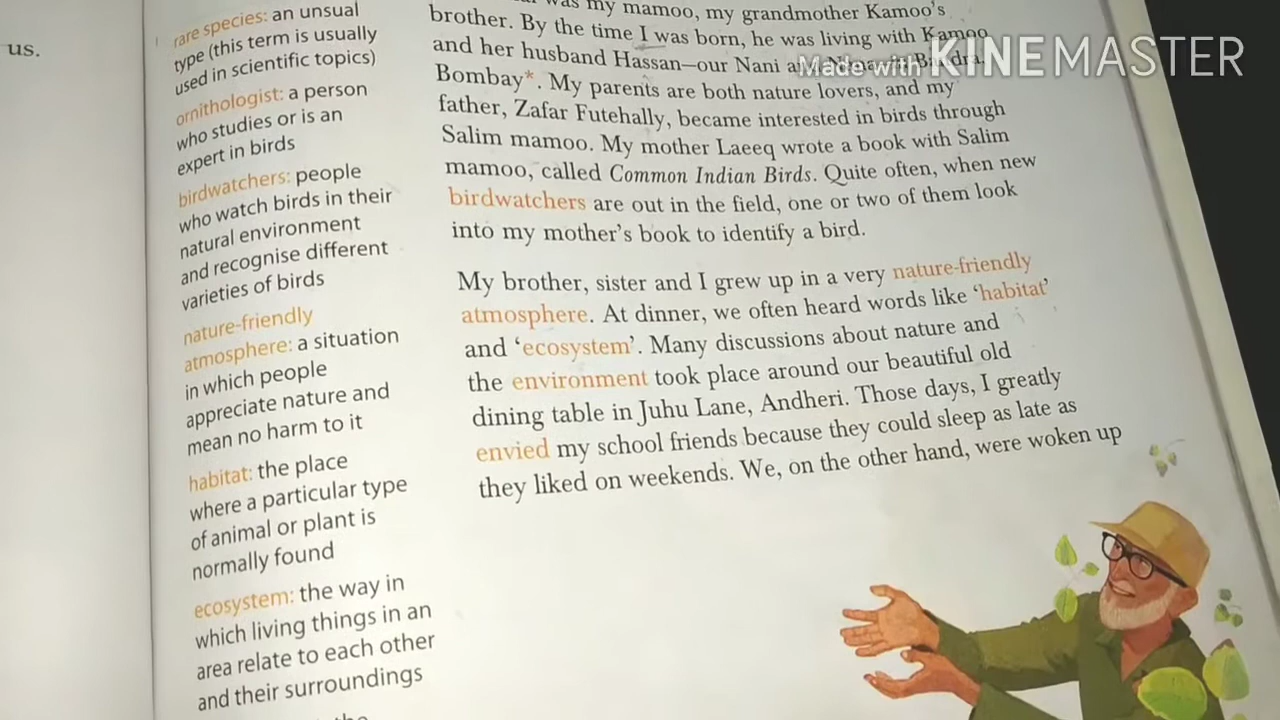 us.
rare species: an unsual
type (this term is usually
used in scientific topics)
ornithologist: a person
who studies or is an
expert in birds
birdwatchers: people
who watch birds in their
natural environment
and recognise different
varieties of birds
nature-friendly
atmosphere: a situation
in which people
appreciate nature and
mean no harm to it
habitat: the place
where a particular type
of animal or plant is
normally found
ecosystem: the way in
which living things in an
area relate to each other
and their surroundings
the
was my mamoo, my grandmother Kamoo's
brother. By the time I was born, he was living with Kamoo
and her husband Hassan—our Nani
Bombay*. My parents are both nature lovers, and my
father, Zafar Futehally, became interested in birds through
Salim mamoo. My mother Laeeq wrote a book with Salim
mamoo, called Common Indian Birds. Quite often, when new
birdwatchers are out in the field, one or two of them look
into my mother's book to identify a bird.
My brother, sister and I grew up in a very nature-friendly
atmosphere. At dinner, we often heard words like 'habitat'
and 'ecosystem'. Many discussions about nature and
the environment took place around our beautiful old
dining table in Juhu Lane, Andheri. Those days, I greatly
envied my school friends because they could sleep as late as
they liked on weekends. We, on the other hand, were woken up
Made with KINEMASTER